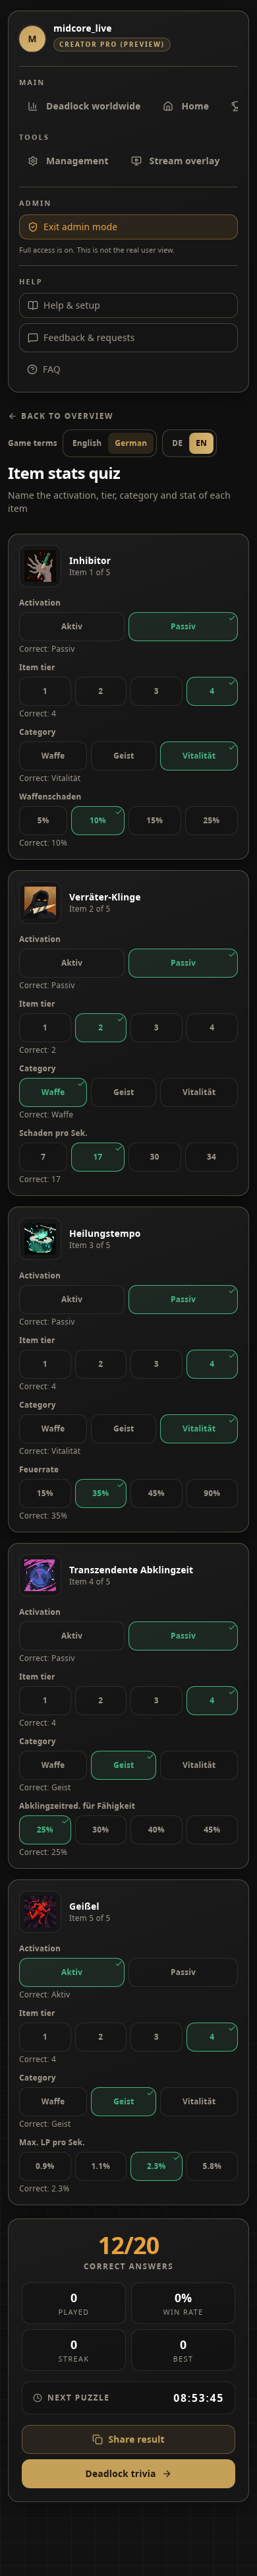 M
midcore_live
CREATOR PRO (PREVIEW)
MAIN
Deadlock worldwide
Home
TOOLS
Management
Stream overlay
ADMIN
Exit admin mode
Full access is on. This is not the real user view.
HELP
Help & setup
Feedback & requests
FAQ
BACK TO OVERVIEW
Game terms English German DE EN
Item stats quiz
Name the activation, tier, category and stat of each
item
Inhibitor
Item 1 of 5
Activation
Aktiv Passiv
Correct: Passiv
Item tier
1 2 3 4
Correct: 4
Category
Waffe Geist Vitalität
Correct: Vitalität
Waffenschaden
5% 10% 15% 25%
Correct: 10%
Verräter-Klinge
Item 2 of 5
Activation
Aktiv Passiv
Correct: Passiv
Item tier
1 2 3 4
Correct: 2
Category
Waffe Geist Vitalität
Correct: Waffe
Schaden pro Sek.
7 17 30 34
Correct: 17
Heilungstempo
Item 3 of 5
Activation
Aktiv Passiv
Correct: Passiv
Item tier
1 2 3 4
Correct: 4
Category
Waffe Geist Vitalität
Correct: Vitalität
Feuerrate
15% 35% 45% 90%
Correct: 35%
Transzendente Abklingzeit
Item 4 of 5
Activation
Aktiv Passiv
Correct: Passiv
Item tier
1 2 3 4
Correct: 4
Category
Waffe Geist Vitalität
Correct: Geist
Abklingzeitred. für Fähigkeit
25% 30% 40% 45%
Correct: 25%
Geißel
Item 5 of 5
Activation
Aktiv Passiv
Correct: Aktiv
Item tier
1 2 3 4
Correct: 4
Category
Waffe Geist Vitalität
Correct: Geist
Max. LP pro Sek.
0.9% 1.1% 2.3% 5.8%
Correct: 2.3%
12/20
CORRECT ANSWERS
0 0%
PLAYED WIN RATE
0 0
STREAK BEST
NEXT PUZZLE 08:53:45
Share result
Deadlock trivia